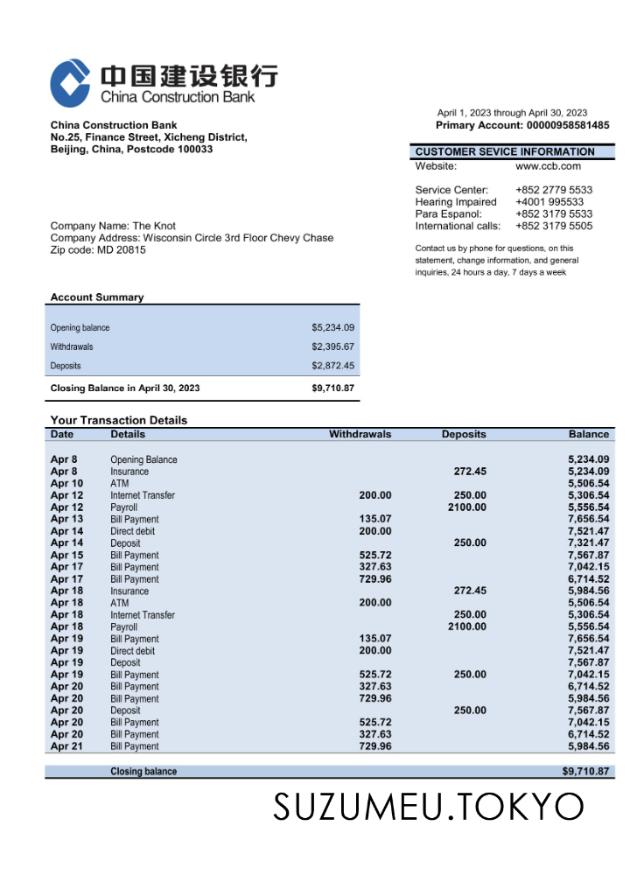 中国建设银行
China Construction Bank
China Construction Bank
No.25, Finance Street, Xicheng District,
Beijing, China, Postcode 100033
April 1, 2023 through April 30, 2023
Primary Account: 00000958581485
CUSTOMER SEVICE INFORMATION
Website: www.ccb.com
Service Center: +852 2779 5533
Hearing Impaired +4001 995533
Para Espanol: +852 3179 5533
International calls: +852 3179 5505
Contact us by phone for questions, on this
statement, change information, and general
inquiries, 24 hours a day, 7 days a week
Company Name: The Knot
Company Address: Wisconsin Circle 3rd Floor Chevy Chase
Zip code: MD 20815
Account Summary
Opening balance $5,234.09
Withdrawals $2,395.67
Deposits $2,872.45
Closing Balance in April 30, 2023 $9,710.87
Your Transaction Details
Date Details Withdrawals Deposits Balance
Apr 8 Opening Balance 5,234.09
Apr 8 Insurance 272.45 5,234.09
Apr 10 ATM 5,506.54
Apr 12 Internet Transfer 200.00 250.00 5,306.54
Apr 12 Payroll 2100.00 5,556.54
Apr 13 Bill Payment 135.07 7,656.54
Apr 14 Direct debit 200.00 7,521.47
Apr 14 Deposit 250.00 7,321.47
Apr 15 Bill Payment 525.72 7,567.87
Apr 17 Bill Payment 327.63 7,042.15
Apr 17 Bill Payment 729.96 6,714.52
Apr 18 Insurance 272.45 5,984.56
Apr 18 ATM 200.00 5,506.54
Apr 18 Internet Transfer 250.00 5,306.54
Apr 18 Payroll 2100.00 5,556.54
Apr 19 Bill Payment 135.07 7,656.54
Apr 19 Direct debit 200.00 7,521.47
Apr 19 Deposit 7,567.87
Apr 19 Bill Payment 525.72 250.00 7,042.15
Apr 20 Bill Payment 327.63 6,714.52
Apr 20 Bill Payment 729.96 5,984.56
Apr 20 Deposit 250.00 7,567.87
Apr 20 Bill Payment 525.72 7,042.15
Apr 20 Bill Payment 327.63 6,714.52
Apr 21 Bill Payment 729.96 5,984.56
Closing balance $9,710.87
SUZUMEU.TOKYO